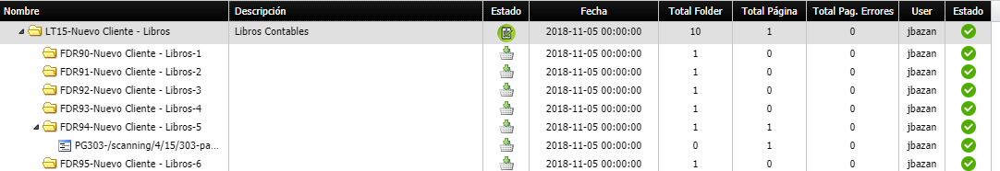 Nombre Descripción Estado Fecha Total Folder Total Página Total Pag. Errores User Estado
LT15-Nuevo Cliente - Libros Libros Contables 2018-11-05 00:00:00 10 1 0 jbazan
FDR90-Nuevo Cliente - Libros-1 2018-11-05 00:00:00 1 0 0 jbazan
FDR91-Nuevo Cliente - Libros-2 2018-11-05 00:00:00 1 0 0 jbazan
FDR92-Nuevo Cliente - Libros-3 2018-11-05 00:00:00 1 0 0 jbazan
FDR93-Nuevo Cliente - Libros-4 2018-11-05 00:00:00 1 0 0 jbazan
FDR94-Nuevo Cliente - Libros-5 2018-11-05 00:00:00 1 1 0 jbazan
PG303-/scanning/4/15/303-pa... 2018-11-05 00:00:00 0 1 0 jbazan
FDR95-Nuevo Cliente - Libros-6 2018-11-05 00:00:00 1 0 0 jbazan